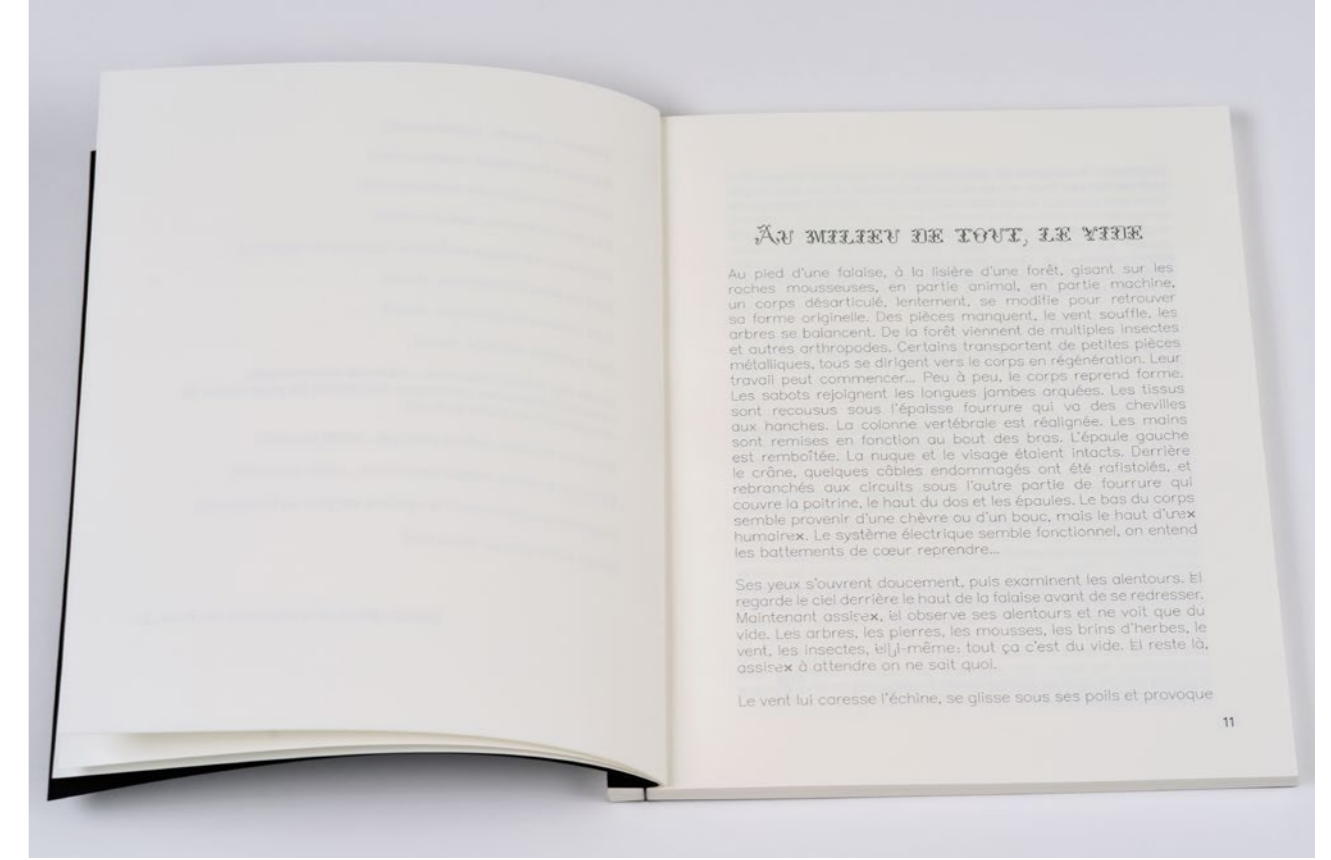 Au milieu de tout, le vide
Au pied d'une falaise, à la lisière d'une forêt, gisant sur les
roches mousseuses, en partie animal, en partie machine,
un corps désarticulé, lentement, se modifie pour retrouver
sa forme originelle. Des pièces manquent, le vent souffle, les
arbres se balancent. De la forêt viennent de multiples insectes
et autres arthropodes. Certains transportent de petites pièces
métalliques, tous se dirigent vers le corps en régénération. Leur
travail peut commencer... Peu à peu, le corps reprend forme.
Les sabots rejoignent les longues jambes arquées. Les tissus
sont recousus sous l'épaisse fourrure qui va des chevilles
aux hanches. La colonne vertébrale est réalignée. Les mains
sont remises en fonction au bout des bras. L'épaule gauche
est remboîtée. La nuque et le visage étaient intacts. Derrière
le crâne, quelques câbles endommagés ont été rafistolés, et
rebranchés aux circuits sous l'autre partie de fourrure qui
couvre la poitrine, le haut du dos et les épaules. Le bas du corps
semble provenir d'une chèvre ou d'un bouc, mais le haut d'unex
humainex. Le système électrique semble fonctionnel, on entend
les battements de cœur reprendre...
Ses yeux s'ouvrent doucement, puis examinent les alentours. El
regarde le ciel derrière le haut de la falaise avant de se redresser.
Maintenant assisex, iel observe ses alentours et ne voit que du
vide. Les arbres, les pierres, les mousses, les brins d'herbes, le
vent, les insectes, -même: tout ça c'est du vide. El reste là,
assisex à attendre on ne sait quoi.
Le vent lui caresse l'échine, se glisse sous ses poils et provoque
11